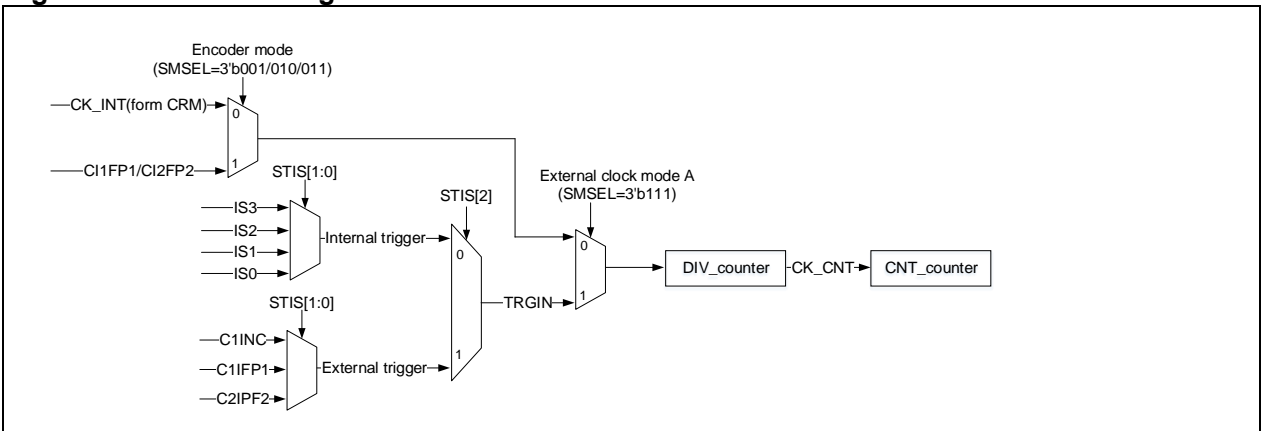 Encoder mode
(SMSEL=3'b001/010/011)
CK_INT(form CRM)
0
CI1FP1/CI2FP2
1
STIS[1:0]
IS3
IS2
IS1
IS0
Internal trigger
STIS[2]
0
1
TRGIN
External clock mode A
(SMSEL=3'b111)
0
1
DIV_counter
CK_CNT
CNT_counter
STIS[1:0]
C1INC
C1IFP1
C2IPF2
External trigger